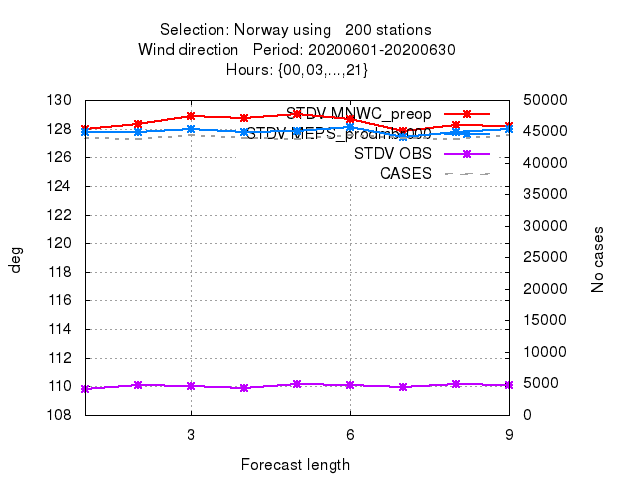 Selection: Norway using 200 stations
Wind direction Period: 20200601-20200630
Hours: {00,03,...,21}
130 50000
128 STDV MNWC_preop 45000
126 STDV 40000
124 STDV OBS 35000
122 CASES 30000
120 25000
118 20000
116 15000
114 10000
112 5000
110 0
108
deg
No cases
3 6 9
Forecast length